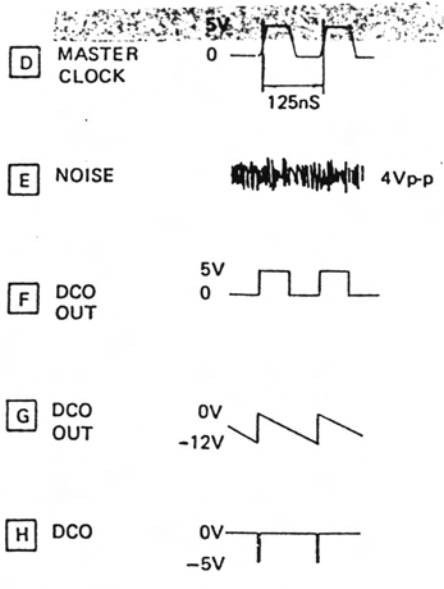 5V
D MASTER 0
CLOCK
125nS
E NOISE 4Vp-p
5V
F DCO 0
OUT
G DCO 0V
OUT -12V
H DCO 0V
-5V